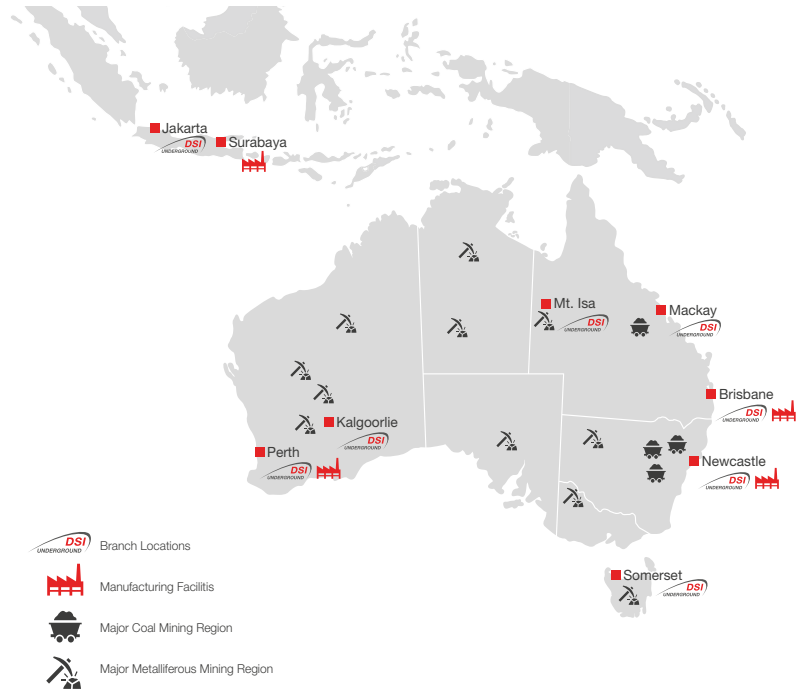 Jakarta
DSI
UNDERGROUND
Surabaya
Mt. Isa
DSI
UNDERGROUND
Mackay
DSI
UNDERGROUND
Brisbane
DSI
UNDERGROUND
Kalgoorlie
DSI
UNDERGROUND
Perth
DSI
UNDERGROUND
Newcastle
DSI
UNDERGROUND
Somerset
DSI
UNDERGROUND
DSI
UNDERGROUND
Branch Locations
Manufacturing Facilitis
Major Coal Mining Region
Major Metalliferous Mining Region